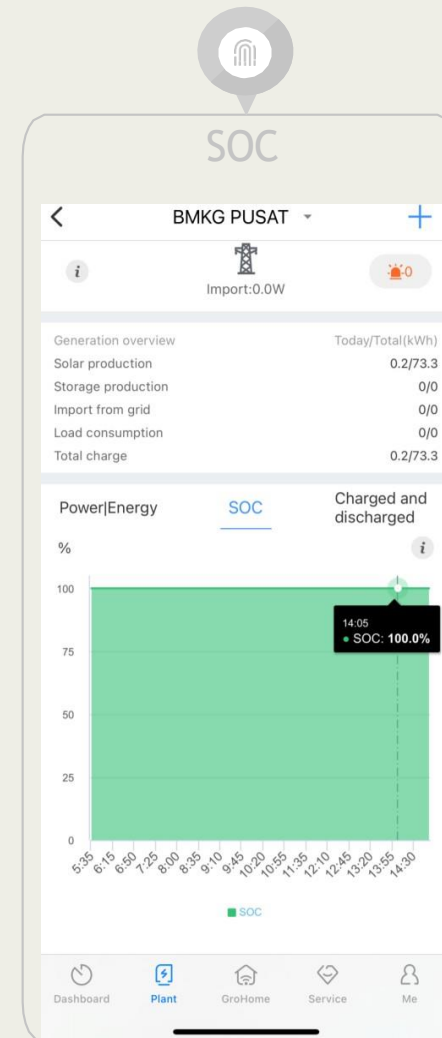 SOC
BMKG PUSAT
i
Import:0.0W
0
Generation overview Today/Total(kWh)
Solar production 0.2/73.3
Storage production 0/0
Import from grid 0/0
Load consumption 0/0
Total charge 0.2/73.3
Power|Energy SOC Charged and
discharged
% i
100
14:05
SOC: 100.0%
75
50
25
0
5:35 6:15 6:50 7:25 8:00 8:35 9:10 9:45 10:20 10:55 11:35 12:10 12:45 13:20 13:55 14:30
SOC
Dashboard Plant GroHome Service Me